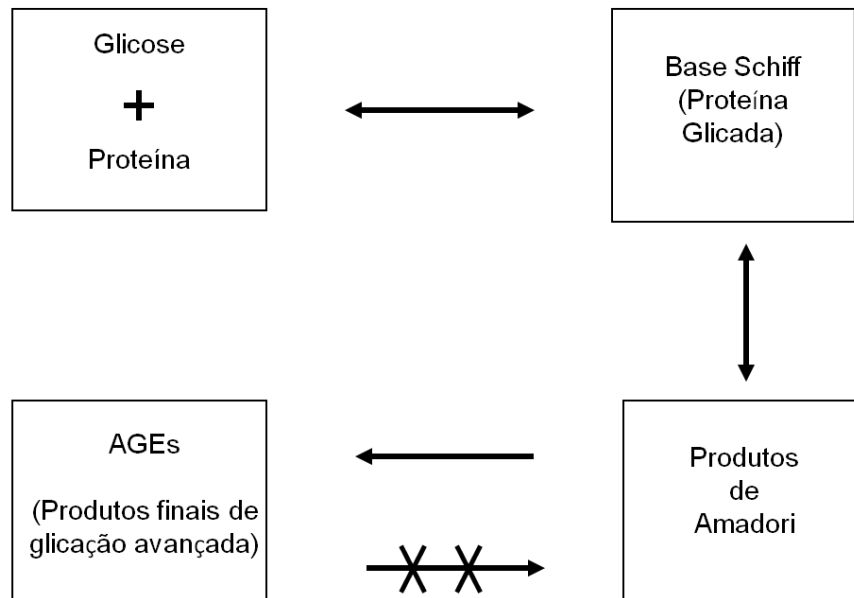 Glicose
+
Proteína
Base Schiff
(Proteína
Glicada)
AGEs
(Produtos finais de
glicação avançada)
Produtos
de
Amadori